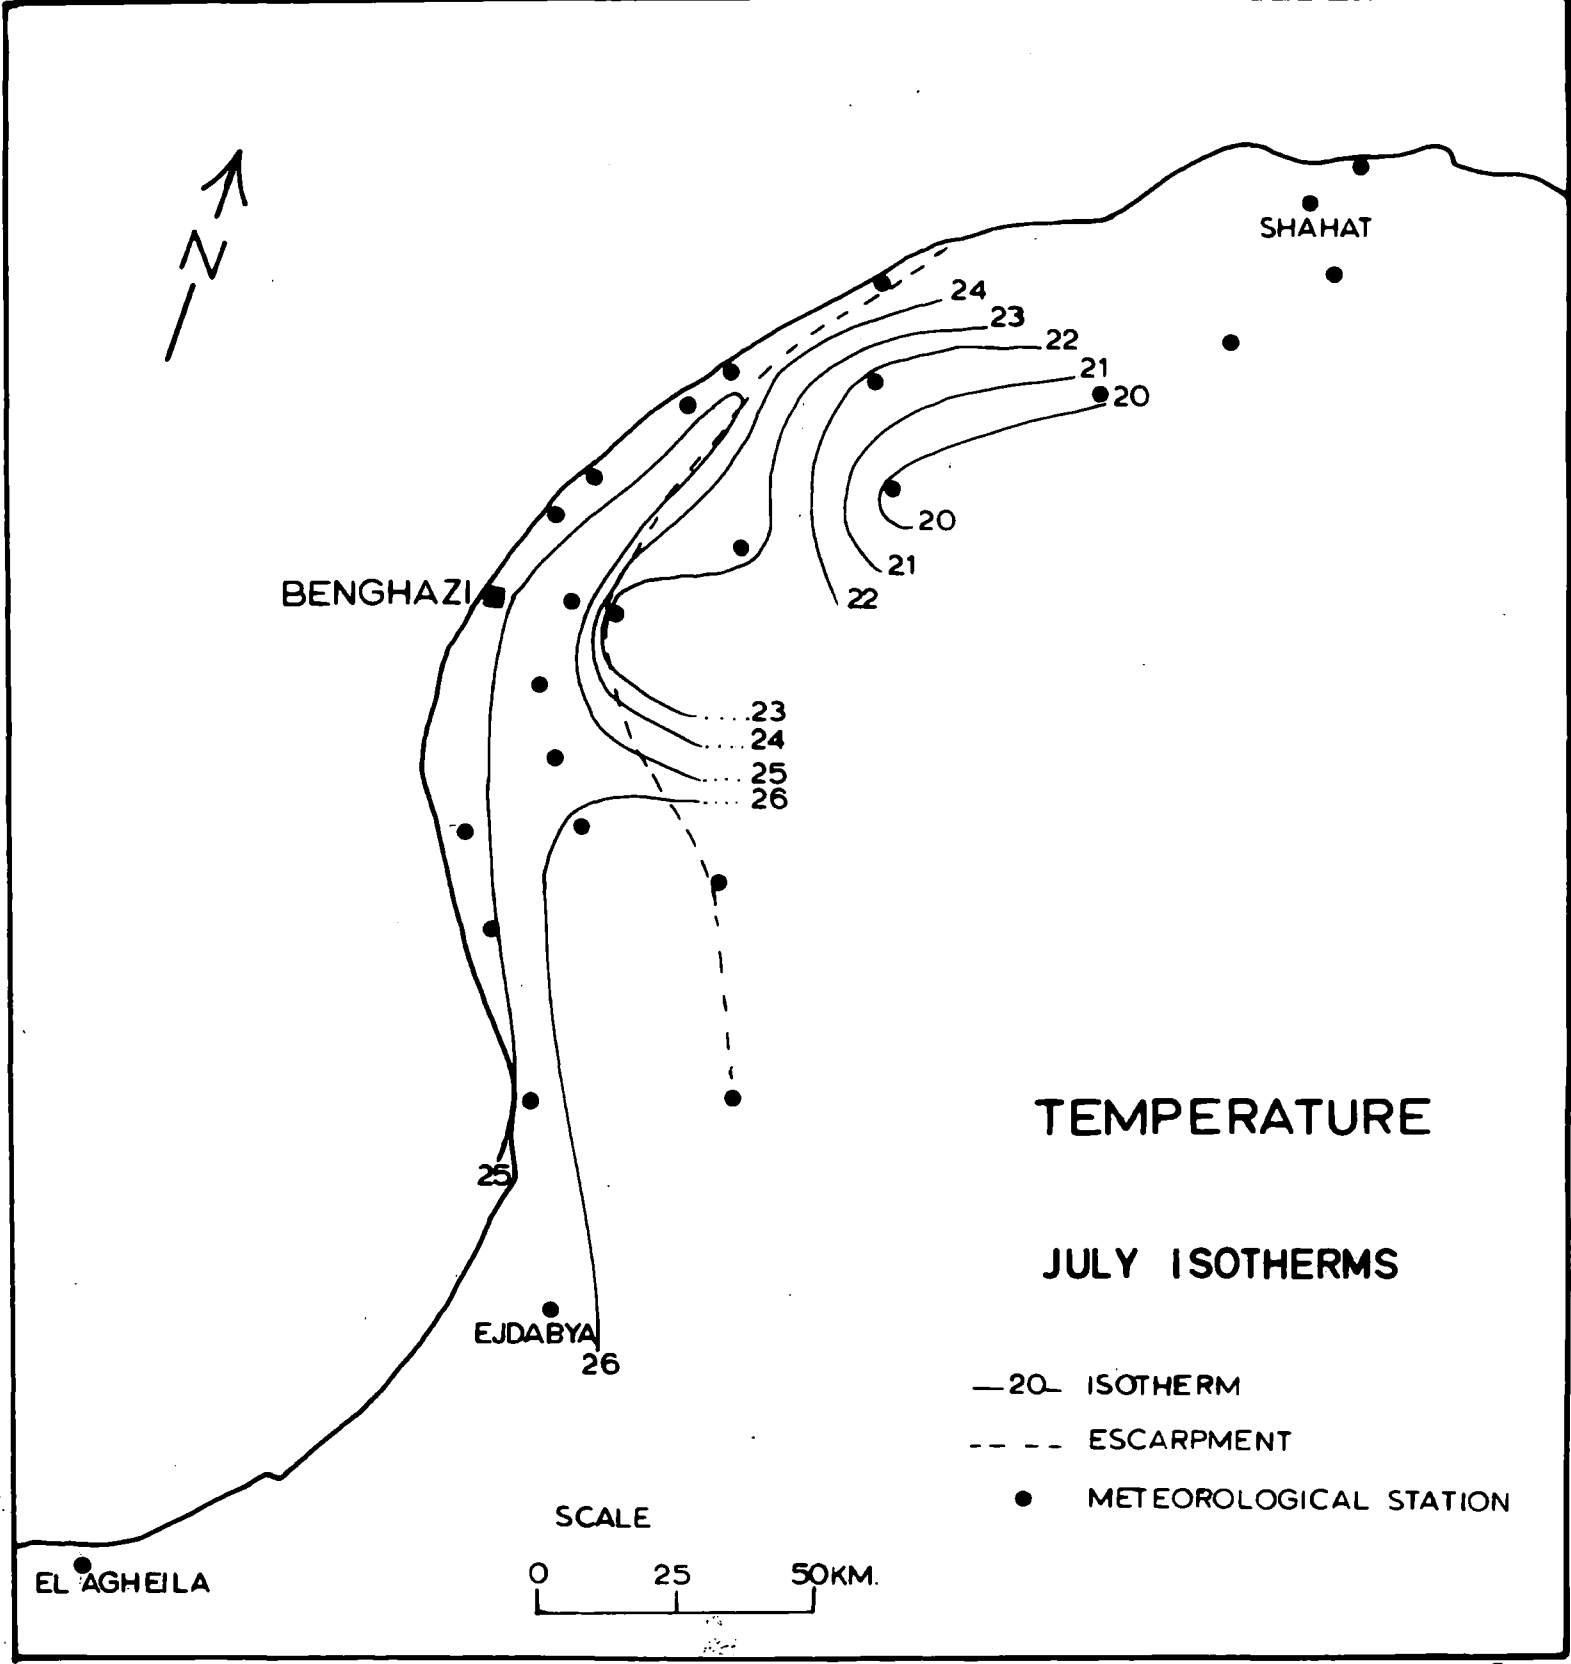 N
SHAHAT
24
23
22
21
20
20
21
22
BENGHAZI
23
24
25
26
25
EJDABYA
26
TEMPERATURE
JULY ISOTHERMS
—20— ISOTHERM
ESCARPMENT
METEOROLOGICAL STATION
SCALE
0 25 50KM.
EL AGHEILA